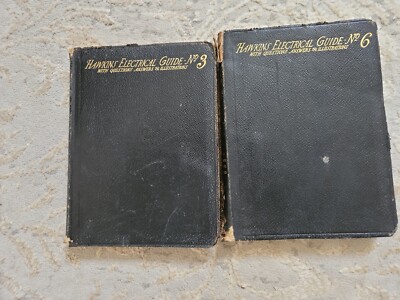 HAWKINS ELECTRICAL GUIDE · Nº 3
WITH QUESTIONS ANSWERS & ILLUSTRATIONS
HAWKINS ELECTRICAL GUIDE · Nº 6
WITH QUESTIONS ANSWERS & ILLUSTRATIONS